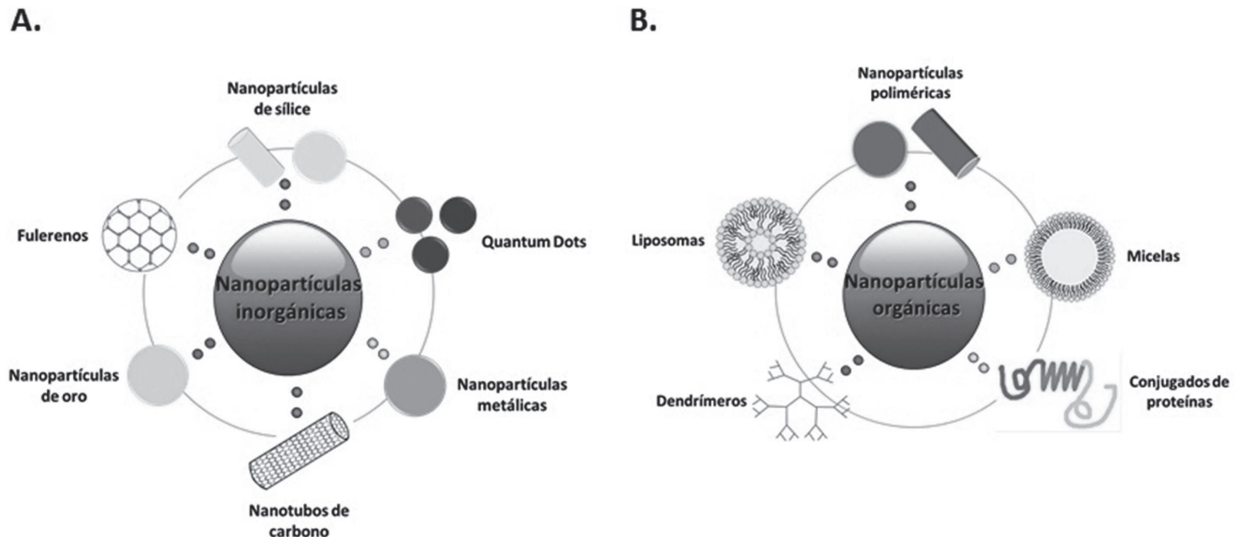 A.
Nanopartículas
de sílice
Fulerenos
Quantum Dots
Nanopartículas
inorgánicas
Nanopartículas
de oro
Nanopartículas
metálicas
Nanotubos de
carbono
B.
Nanopartículas
poliméricas
Liposomas
Micelas
Nanopartículas
orgánicas
Dendrímeros
Conjugados de
proteínas